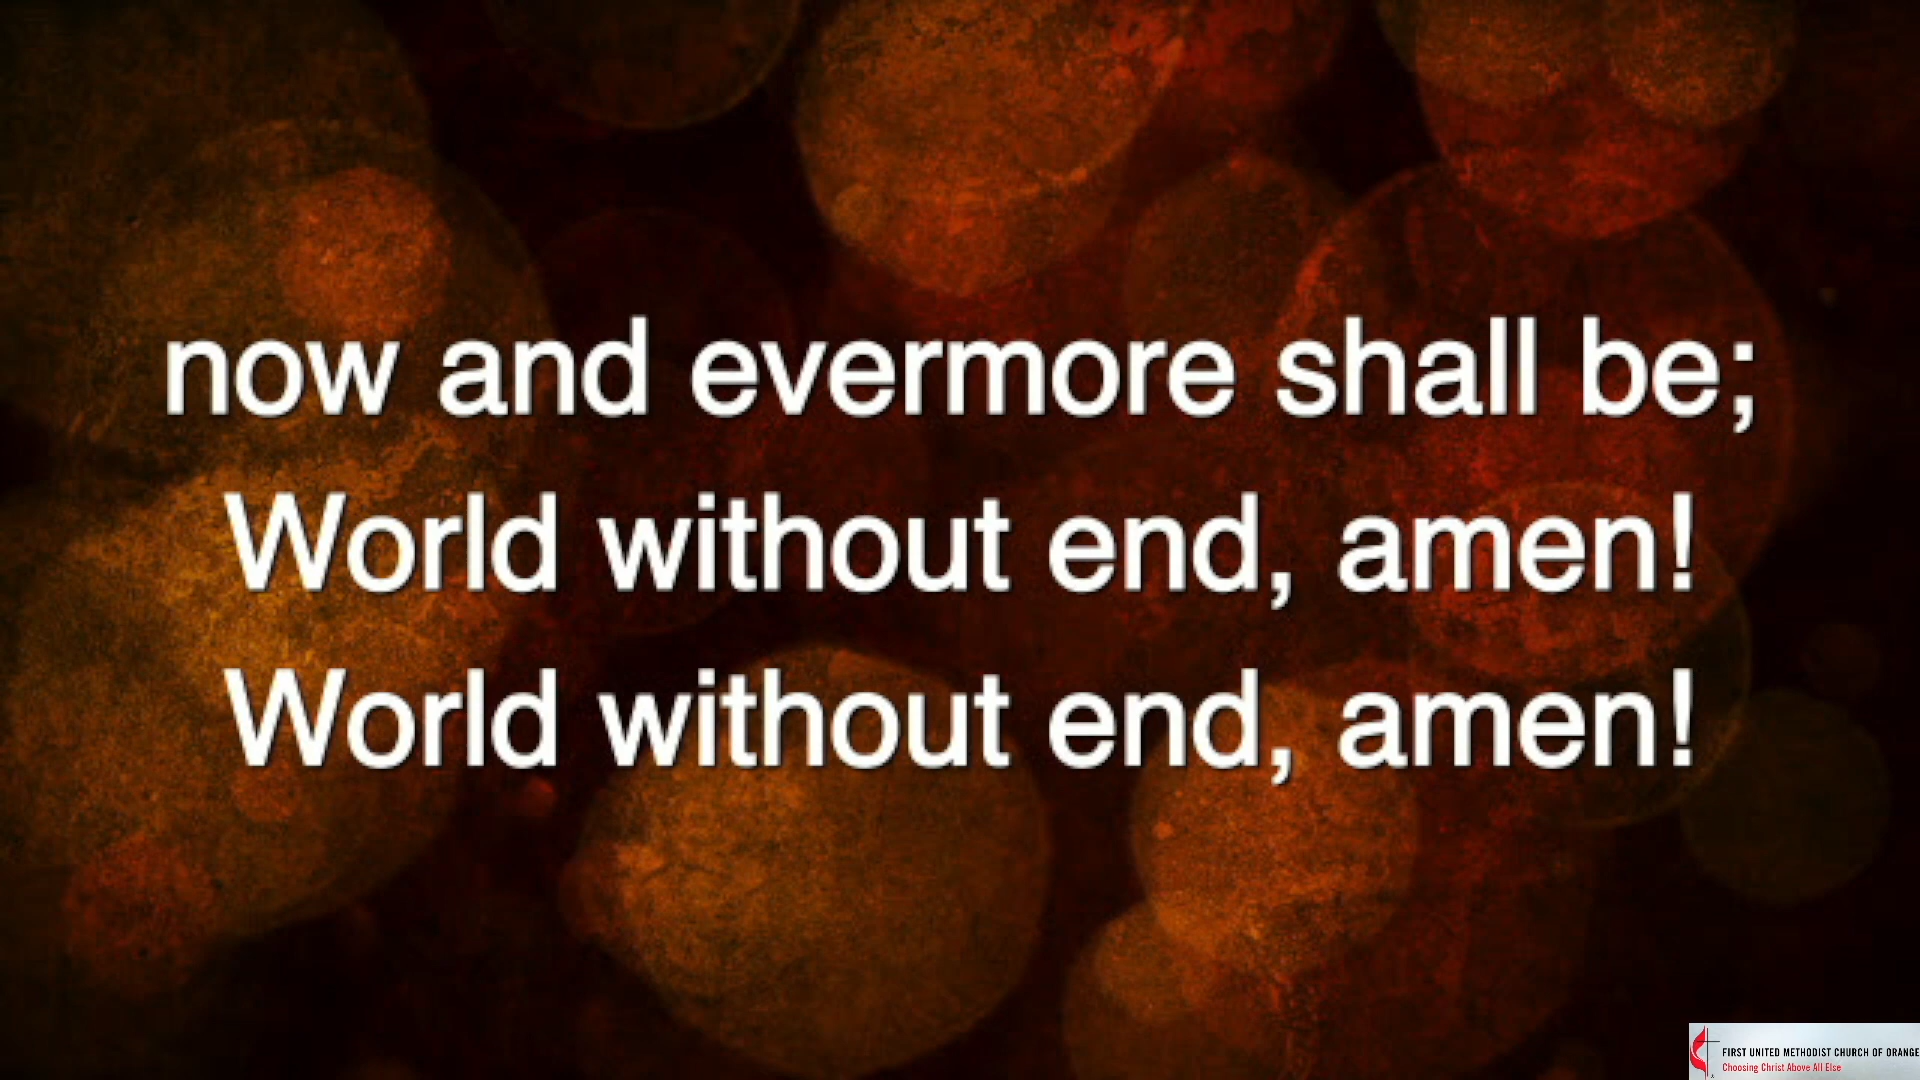 now and evermore shall be;
World without end, amen!
World without end, amen!
FIRST UNITED METHODIST CHURCH OF ORANGE
Choosing Christ Above All Else